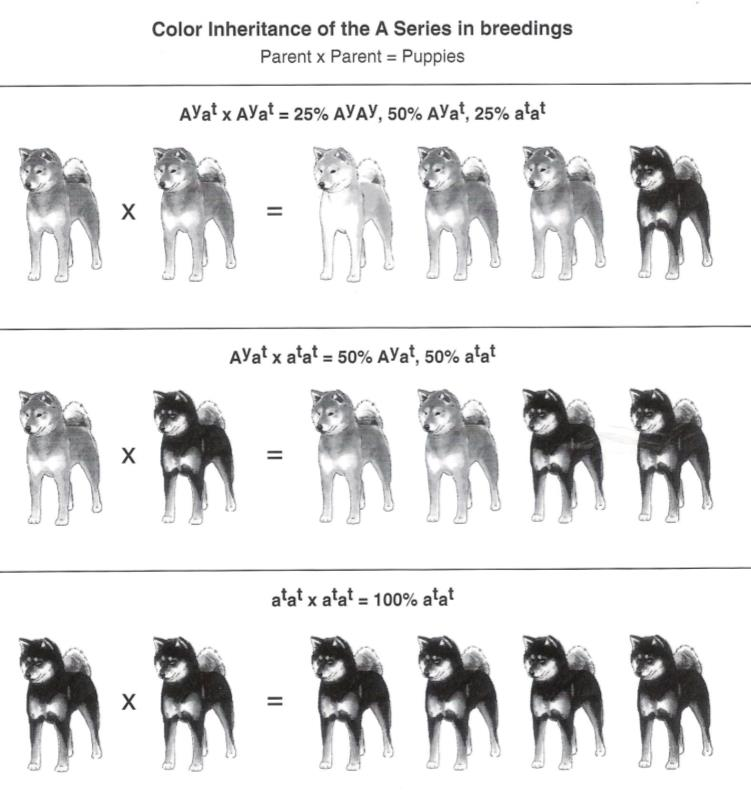 Color Inheritance of the A Series in breedings
Parent x Parent = Puppies
Aʸaᵗ x Aʸaᵗ = 25% AʸAʸ, 50% Aʸaᵗ, 25% aᵗaᵗ
X =
Aʸaᵗ x aᵗaᵗ = 50% Aʸaᵗ, 50% aᵗaᵗ
X =
aᵗaᵗ x aᵗaᵗ = 100% aᵗaᵗ
X =